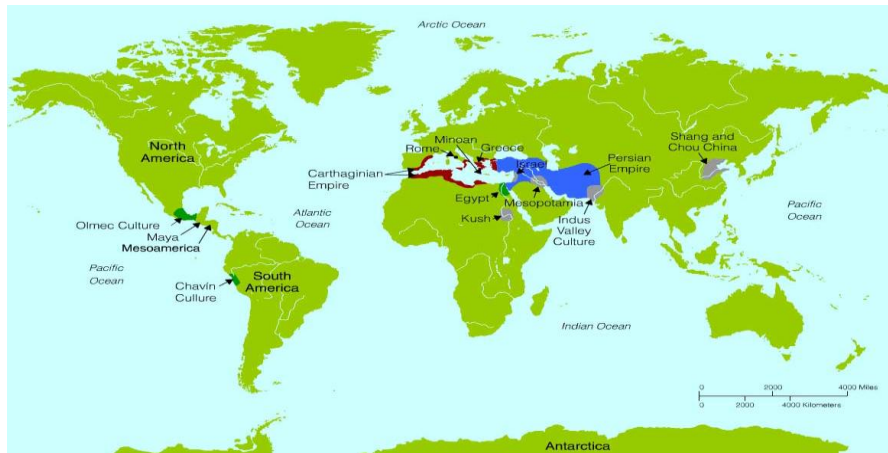 Arctic Ocean
North
America
Minoan
Rome
Greece
Shang and
Chou China
Carthaginian
Empire
Israel
Persian
Empire
Egypt
Mesopotamia
Kush
Indus
Valley
Culture
Pacific
Ocean
Atlantic
Ocean
Olmec Culture
Maya
Mesoamerica
Pacific
Ocean
Chavin
Cullure
South
America
Indian Ocean
0 2000 4000 Miles
0 2000 4000 Kilometers
Antarctica